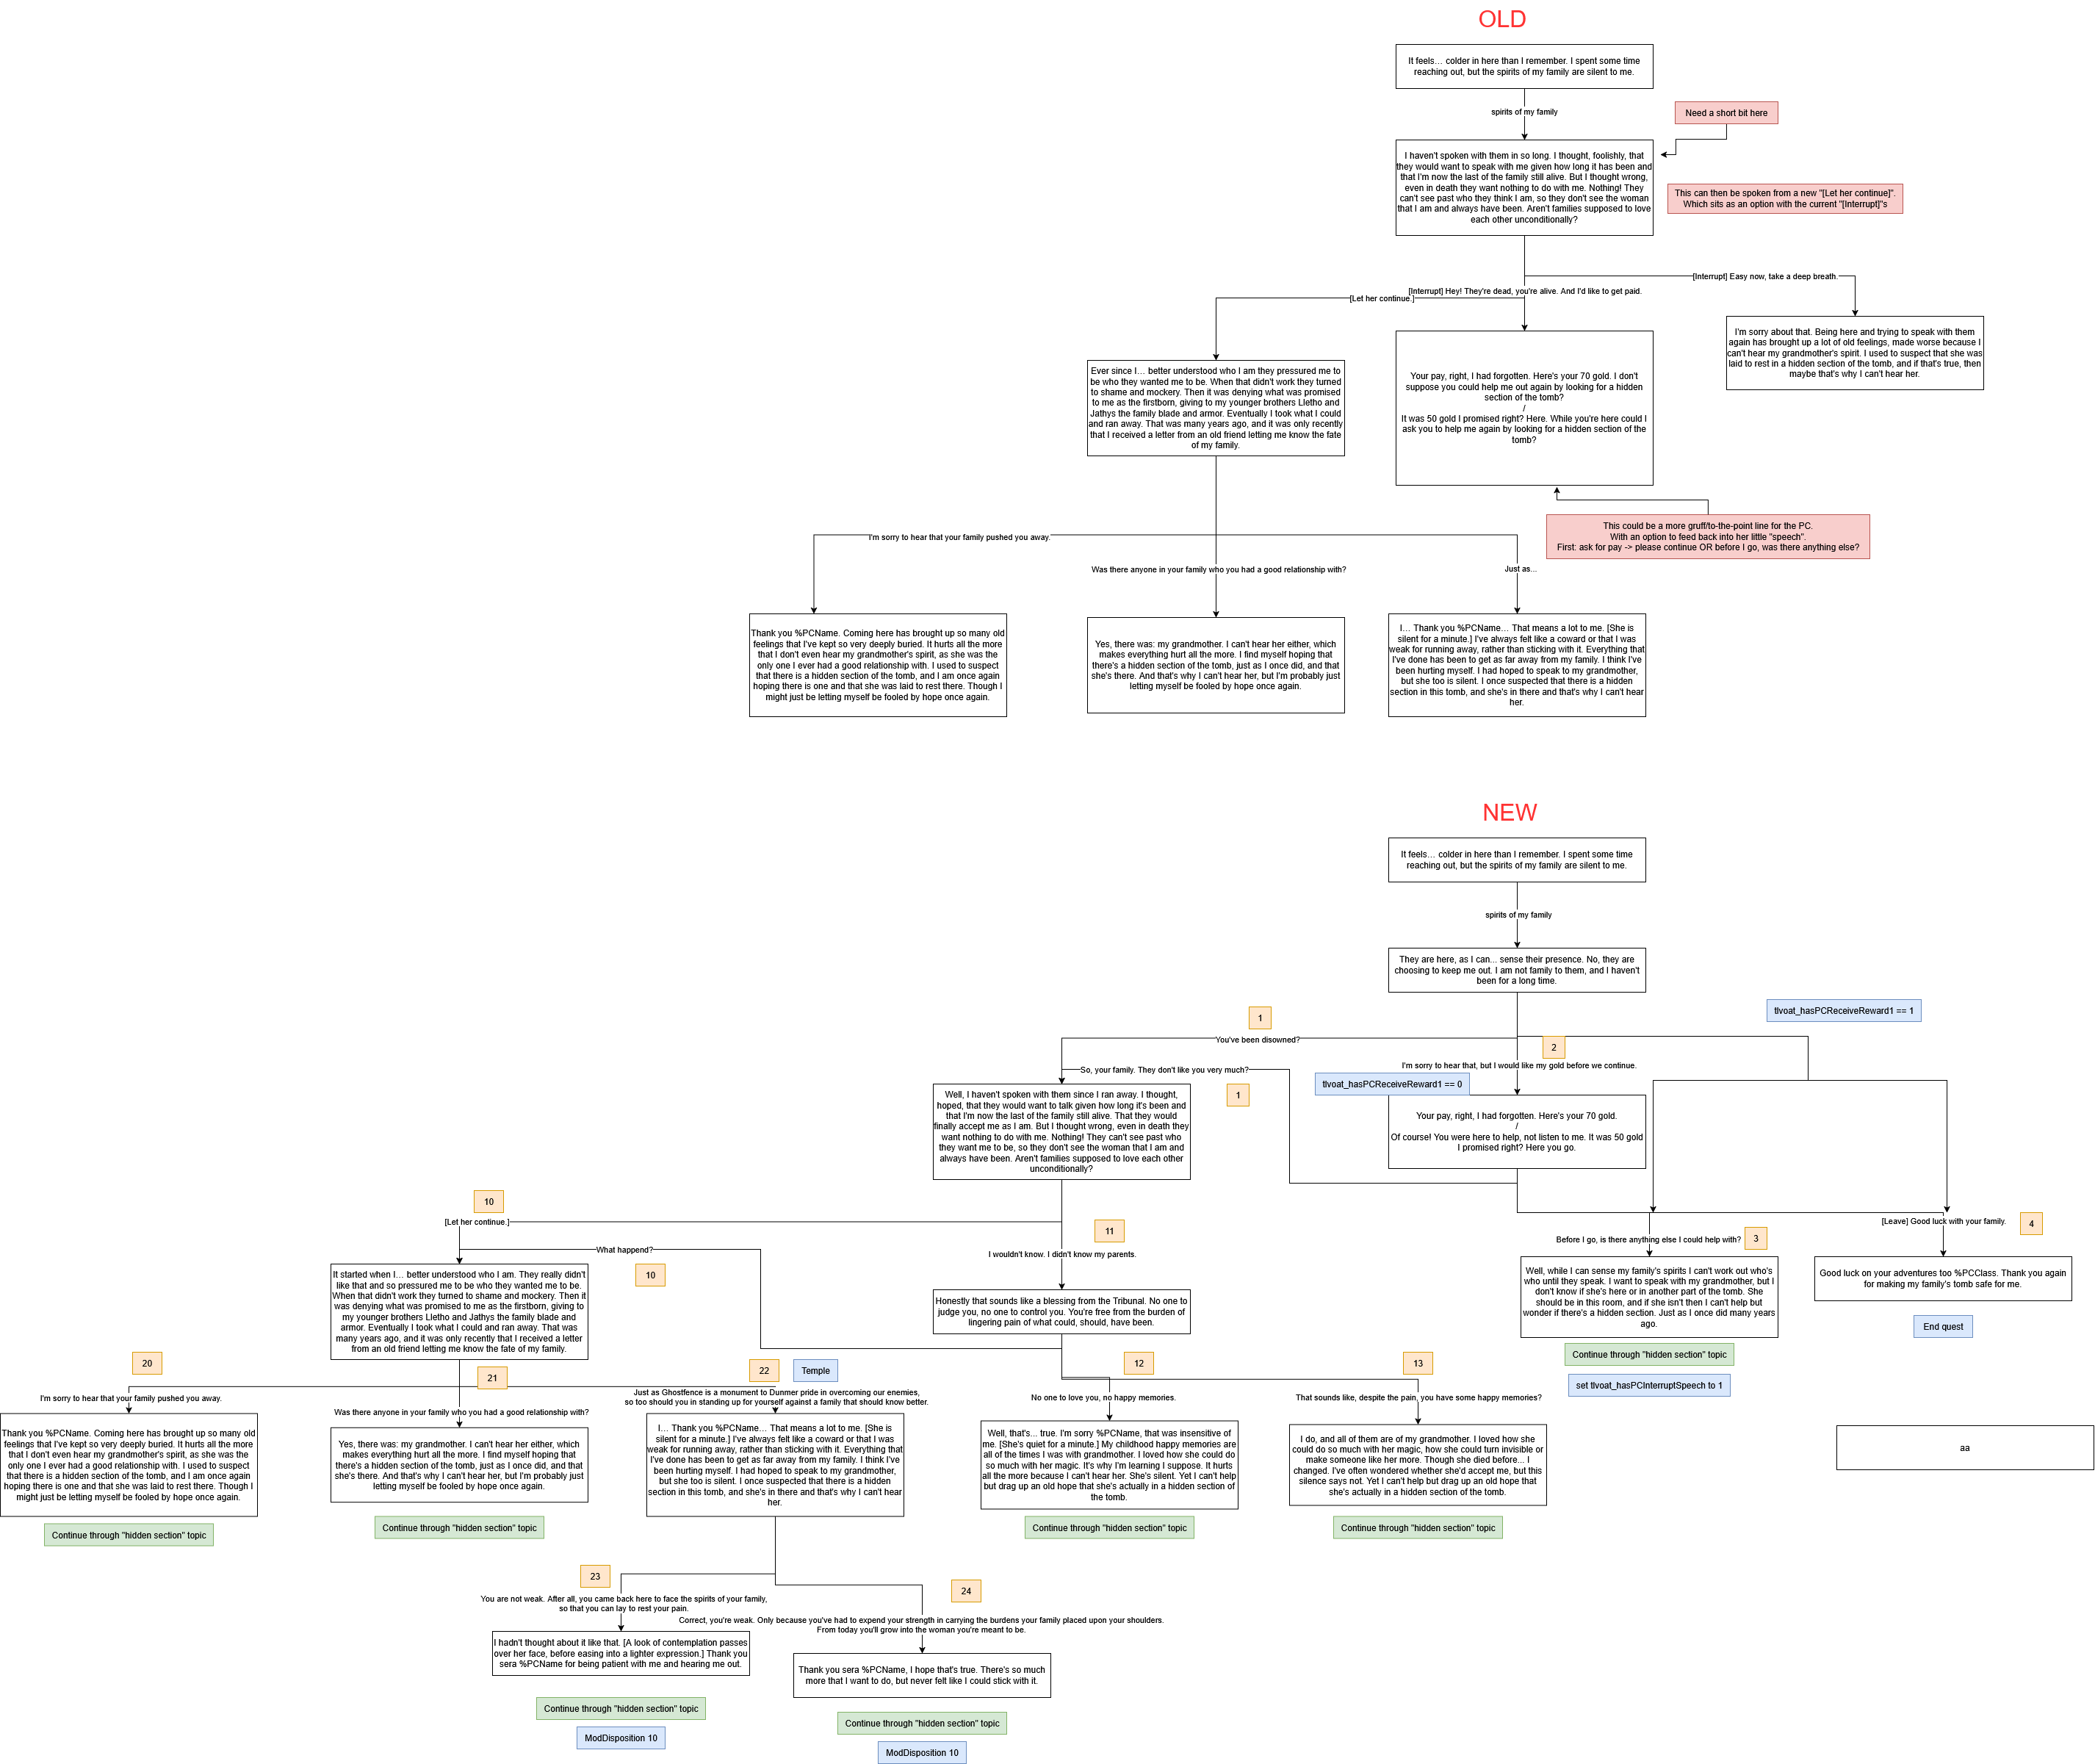 OLD
It feels… colder in here than I remember. I spent some time
reaching out, but the spirits of my family are silent to me.
spirits of my family
Need a short bit here
I haven't spoken with them in so long. I thought, foolishly, that
they would want to speak with me given how long it has been and
that I'm now the last of the family still alive. But I thought wrong,
even in death they want nothing to do with me. Nothing! They
can't see past who they think I am, so they don't see the woman
that I am and always have been. Aren't families supposed to love
each other unconditionally?
This can then be spoken from a new "[Let her continue]".
Which sits as an option with the current "[Interrupt]"s
[Interrupt] Easy now, take a deep breath.
[Interrupt] Hey! They're dead, you're alive. And I'd like to get paid.
[Let her continue.]
I'm sorry about that. Being here and trying to speak with them
again has brought up a lot of old feelings, made worse because I
can't hear my grandmother's spirit. I used to suspect that she was
laid to rest in a hidden section of the tomb, and if that's true, then
maybe that's why I can't hear her.
Your pay, right, I had forgotten. Here's your 70 gold. I don't
suppose you could help me out again by looking for a hidden
section of the tomb?
/
It was 50 gold I promised right? Here. While you're here could I
ask you to help me again by looking for a hidden section of the
tomb?
Ever since I… better understood who I am they pressured me to
be who they wanted me to be. When that didn't work they turned
to shame and mockery. Then it was denying what was promised
to me as the firstborn, giving to my younger brothers Lletho and
Jathys the family blade and armor. Eventually I took what I could
and ran away. That was many years ago, and it was only recently
that I received a letter from an old friend letting me know the fate
of my family.
This could be a more gruff/to-the-point line for the PC.
With an option to feed back into her little "speech".
First: ask for pay -> please continue OR before I go, was there anything else?
I'm sorry to hear that your family pushed you away.
Was there anyone in your family who you had a good relationship with?
Just as...
Thank you %PCName. Coming here has brought up so many old
feelings that I've kept so very deeply buried. It hurts all the more
that I don't even hear my grandmother's spirit, as she was the
only one I ever had a good relationship with. I used to suspect
that there is a hidden section of the tomb, and I am once again
hoping there is one and that she was laid to rest there. Though I
might just be letting myself be fooled by hope once again.
Yes, there was: my grandmother. I can't hear her either, which
makes everything hurt all the more. I find myself hoping that
there's a hidden section of the tomb, just as I once did, and that
she's there. And that's why I can't hear her, but I'm probably just
letting myself be fooled by hope once again.
I… Thank you %PCName… That means a lot to me. [She is
silent for a minute.] I've always felt like a coward or that I was
weak for running away, rather than sticking with it. Everything that
I've done has been to get as far away from my family. I think I've
been hurting myself. I had hoped to speak to my grandmother,
but she too is silent. I once suspected that there is a hidden
section in this tomb, and she's in there and that's why I can't hear
her.
NEW
It feels… colder in here than I remember. I spent some time
reaching out, but the spirits of my family are silent to me.
spirits of my family
They are here, as I can... sense their presence. No, they are
choosing to keep me out. I am not family to them, and I haven't
been for a long time.
tlvoat_hasPCReceiveReward1 == 1
1
You've been disowned?
2
I'm sorry to hear that, but I would like my gold before we continue.
So, your family. They don't like you very much?
1
tlvoat_hasPCReceiveReward1 == 0
Well, I haven't spoken with them since I ran away. I thought,
hoped, that they would want to talk given how long it's been and
that I'm now the last of the family still alive. That they would
finally accept me as I am. But I thought wrong, even in death they
want nothing to do with me. Nothing! They can't see past who
they want me to be, so they don't see the woman that I am and
always have been. Aren't families supposed to love each other
unconditionally?
Your pay, right, I had forgotten. Here's your 70 gold.
/
Of course! You were here to help, not listen to me. It was 50 gold
I promised right? Here you go.
10
[Let her continue.]
11
I wouldn't know. I didn't know my parents.
What happend?
10
[Leave] Good luck with your family.
4
Before I go, is there anything else I could help with?
3
It started when I… better understood who I am. They really didn't
like that and so pressured me to be who they wanted me to be.
When that didn't work they turned to shame and mockery. Then it
was denying what was promised to me as the firstborn, giving to
my younger brothers Lletho and Jathys the family blade and
armor. Eventually I took what I could and ran away. That was
many years ago, and it was only recently that I received a letter
from an old friend letting me know the fate of my family.
Honestly that sounds like a blessing from the Tribunal. No one to
judge you, no one to control you. You're free from the burden of
lingering pain of what could, should, have been.
Well, while I can sense my family's spirits I can't work out who's
who until they speak. I want to speak with my grandmother, but I
don't know if she's here or in another part of the tomb. She
should be in this room, and if she isn't then I can't help but
wonder if there's a hidden section. Just as I once did many years
ago.
Good luck on your adventures too %PCClass. Thank you again
for making my family's tomb safe for me.
End quest
Continue through "hidden section" topic
set tlvoat_hasPCInterruptSpeech to 1
20
I'm sorry to hear that your family pushed you away.
21
Was there anyone in your family who you had a good relationship with?
22
Temple
Just as Ghostfence is a monument to Dunmer pride in overcoming our enemies,
so too should you in standing up for yourself against a family that should know better.
12
No one to love you, no happy memories.
13
That sounds like, despite the pain, you have some happy memories?
Thank you %PCName. Coming here has brought up so many old
feelings that I've kept so very deeply buried. It hurts all the more
that I don't even hear my grandmother's spirit, as she was the
only one I ever had a good relationship with. I used to suspect
that there is a hidden section of the tomb, and I am once again
hoping there is one and that she was laid to rest there. Though I
might just be letting myself be fooled by hope once again.
Continue through "hidden section" topic
Yes, there was: my grandmother. I can't hear her either, which
makes everything hurt all the more. I find myself hoping that
there's a hidden section of the tomb, just as I once did, and that
she's there. And that's why I can't hear her, but I'm probably just
letting myself be fooled by hope once again.
Continue through "hidden section" topic
I… Thank you %PCName… That means a lot to me. [She is
silent for a minute.] I've always felt like a coward or that I was
weak for running away, rather than sticking with it. Everything that
I've done has been to get as far away from my family. I think I've
been hurting myself. I had hoped to speak to my grandmother,
but she too is silent. I once suspected that there is a hidden
section in this tomb, and she's in there and that's why I can't hear
her.
Well, that's... true. I'm sorry %PCName, that was insensitive of
me. [She's quiet for a minute.] My childhood happy memories are
all of the times I was with grandmother. I loved how she could do
so much with her magic. It's why I'm learning I suppose. It hurts
all the more because I can't hear her. She's silent. Yet I can't help
but drag up an old hope that she's actually in a hidden section of
the tomb.
Continue through "hidden section" topic
I do, and all of them are of my grandmother. I loved how she
could do so much with her magic, how she could turn invisible or
make someone like her more. Though she died before... I
changed. I've often wondered whether she'd accept me, but this
silence says not. Yet I can't help but drag up an old hope that
she's actually in a hidden section of the tomb.
Continue through "hidden section" topic
aa
23
You are not weak. After all, you came back here to face the spirits of your family,
so that you can lay to rest your pain.
24
Correct, you're weak. Only because you've had to expend your strength in carrying the burdens your family placed upon your shoulders.
From today you'll grow into the woman you're meant to be.
I hadn't thought about it like that. [A look of contemplation passes
over her face, before easing into a lighter expression.] Thank you
sera %PCName for being patient with me and hearing me out.
Continue through "hidden section" topic
ModDisposition 10
Thank you sera %PCName, I hope that's true. There's so much
more that I want to do, but never felt like I could stick with it.
Continue through "hidden section" topic
ModDisposition 10